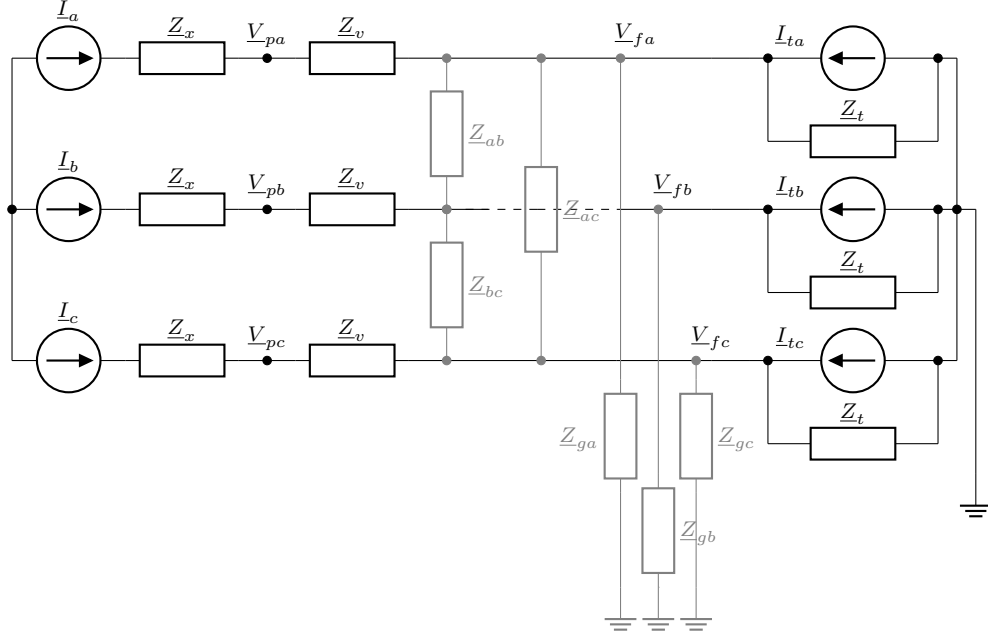 I_a Z_x V_pa Z_v V_fa I_ta
Z_t
Z_ab
I_b Z_x V_pb Z_v V_fb I_tb
Z_ac
Z_t
Z_bc
I_c Z_x V_pc Z_v V_fc I_tc
Z_t
Z_ga Z_gc
Z_gb